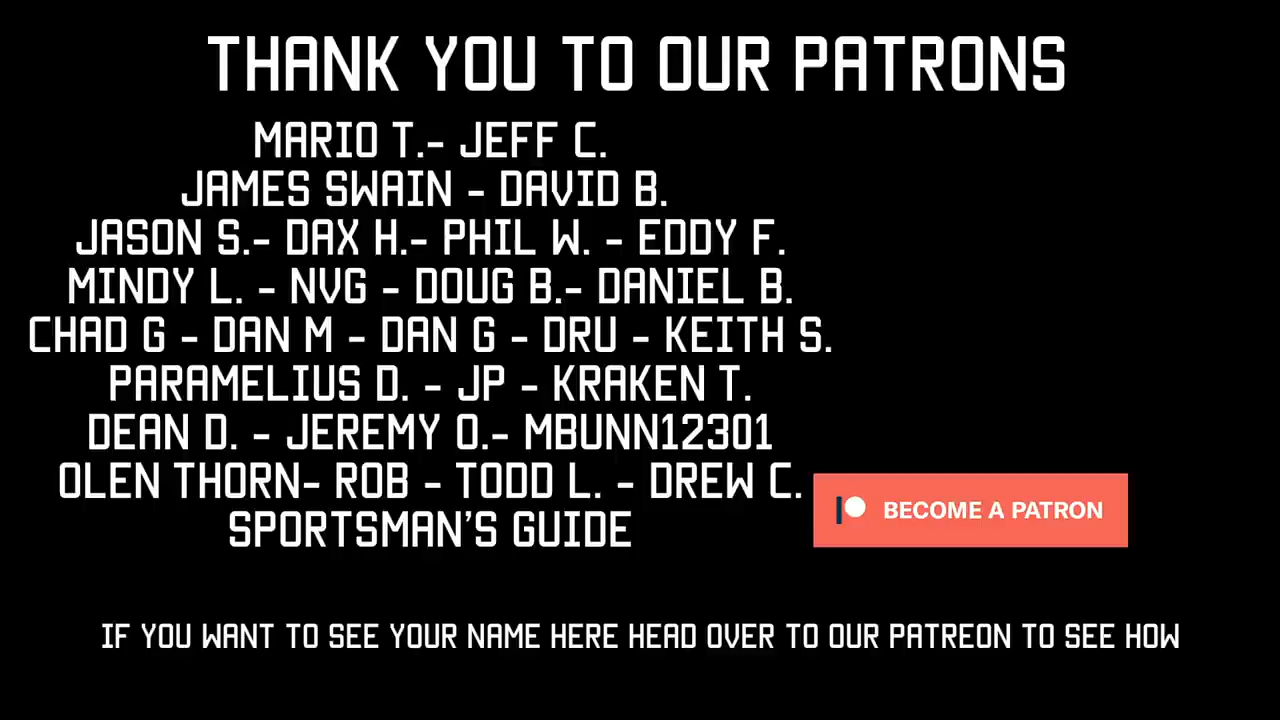 THANK YOU TO OUR PATRONS
MARIO T.- JEFF C.
JAMES SWAIN - DAVID B.
JASON S.- DAX H.- PHIL W. - EDDY F.
MINDY L. - NVG - DOUG B.- DANIEL B.
CHAD G - DAN M - DAN G - DRU - KEITH S.
PARAMELIUS D. - JP - KRAKEN T.
DEAN D. - JEREMY O.- MBUNN12301
OLEN THORN- ROB - TODD L. - DREW C.
SPORTSMAN'S GUIDE
BECOME A PATRON
IF YOU WANT TO SEE YOUR NAME HERE HEAD OVER TO OUR PATREON TO SEE HOW